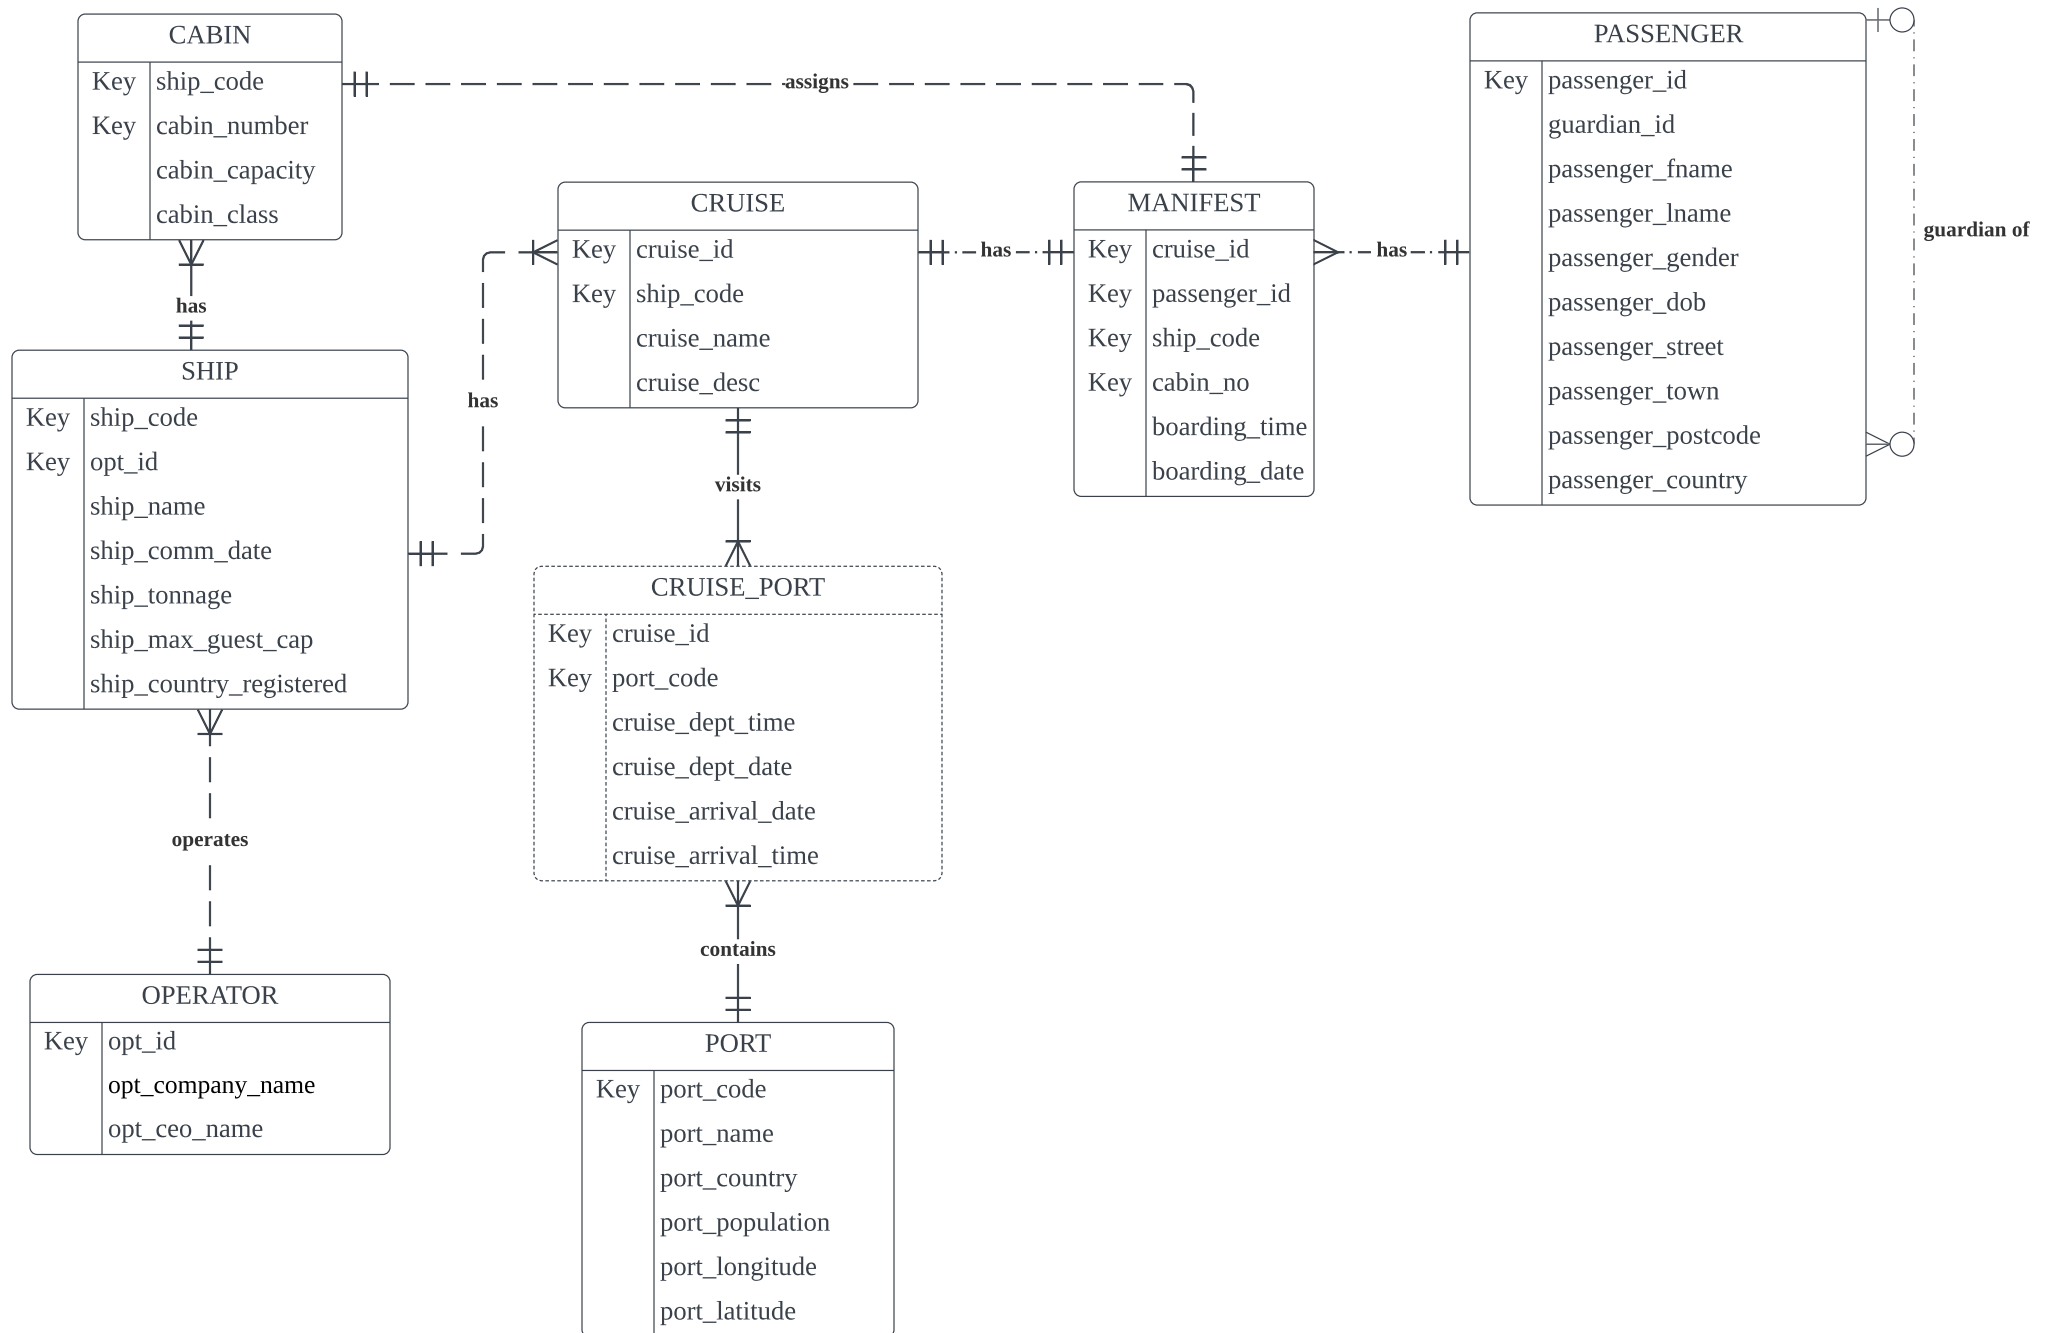 CABIN
Key ship_code
Key cabin_number
cabin_capacity
cabin_class
assigns
PASSENGER
Key passenger_id
guardian_id
passenger_fname
passenger_lname
passenger_gender
passenger_dob
passenger_street
passenger_town
passenger_postcode
passenger_country
guardian of
has
CRUISE
Key cruise_id
Key ship_code
cruise_name
cruise_desc
has
MANIFEST
Key cruise_id
Key passenger_id
Key ship_code
Key cabin_no
boarding_time
boarding_date
has
SHIP
Key ship_code
Key opt_id
ship_name
ship_comm_date
ship_tonnage
ship_max_guest_cap
ship_country_registered
has
visits
CRUISE_PORT
Key cruise_id
Key port_code
cruise_dept_time
cruise_dept_date
cruise_arrival_date
cruise_arrival_time
operates
contains
OPERATOR
Key opt_id
opt_company_name
opt_ceo_name
PORT
Key port_code
port_name
port_country
port_population
port_longitude
port_latitude